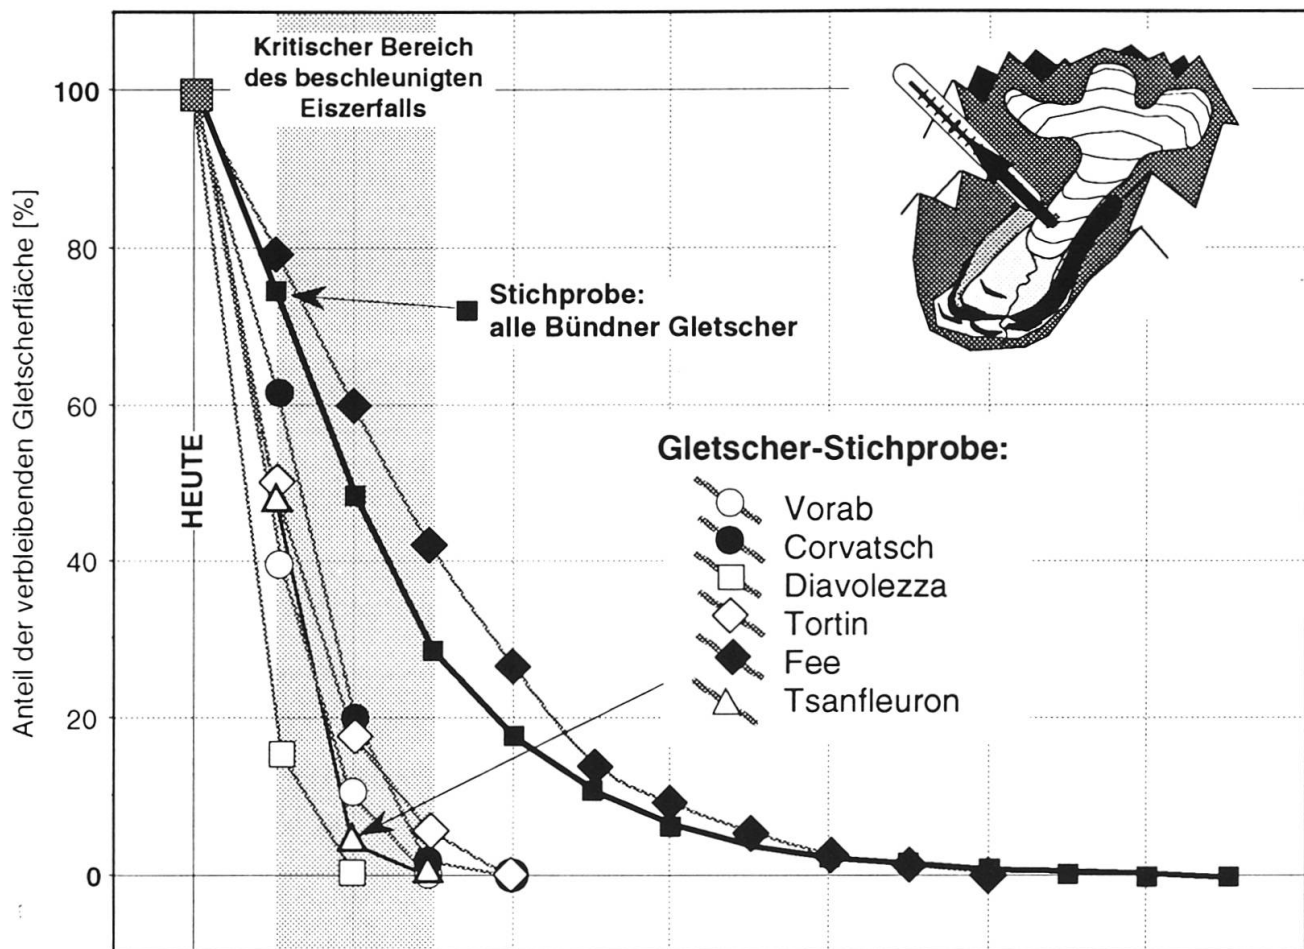 Kritischer Bereich
des beschleunigten
Eiszerfalls
Anteil der verbleibenden Gletscherfläche [%]
100
80
60
40
20
0
HEUTE
Stichprobe:
alle Bündner Gletscher
Gletscher-Stichprobe:
Vorab
Corvatsch
Diavolezza
Tortin
Fee
Tsanfleuron